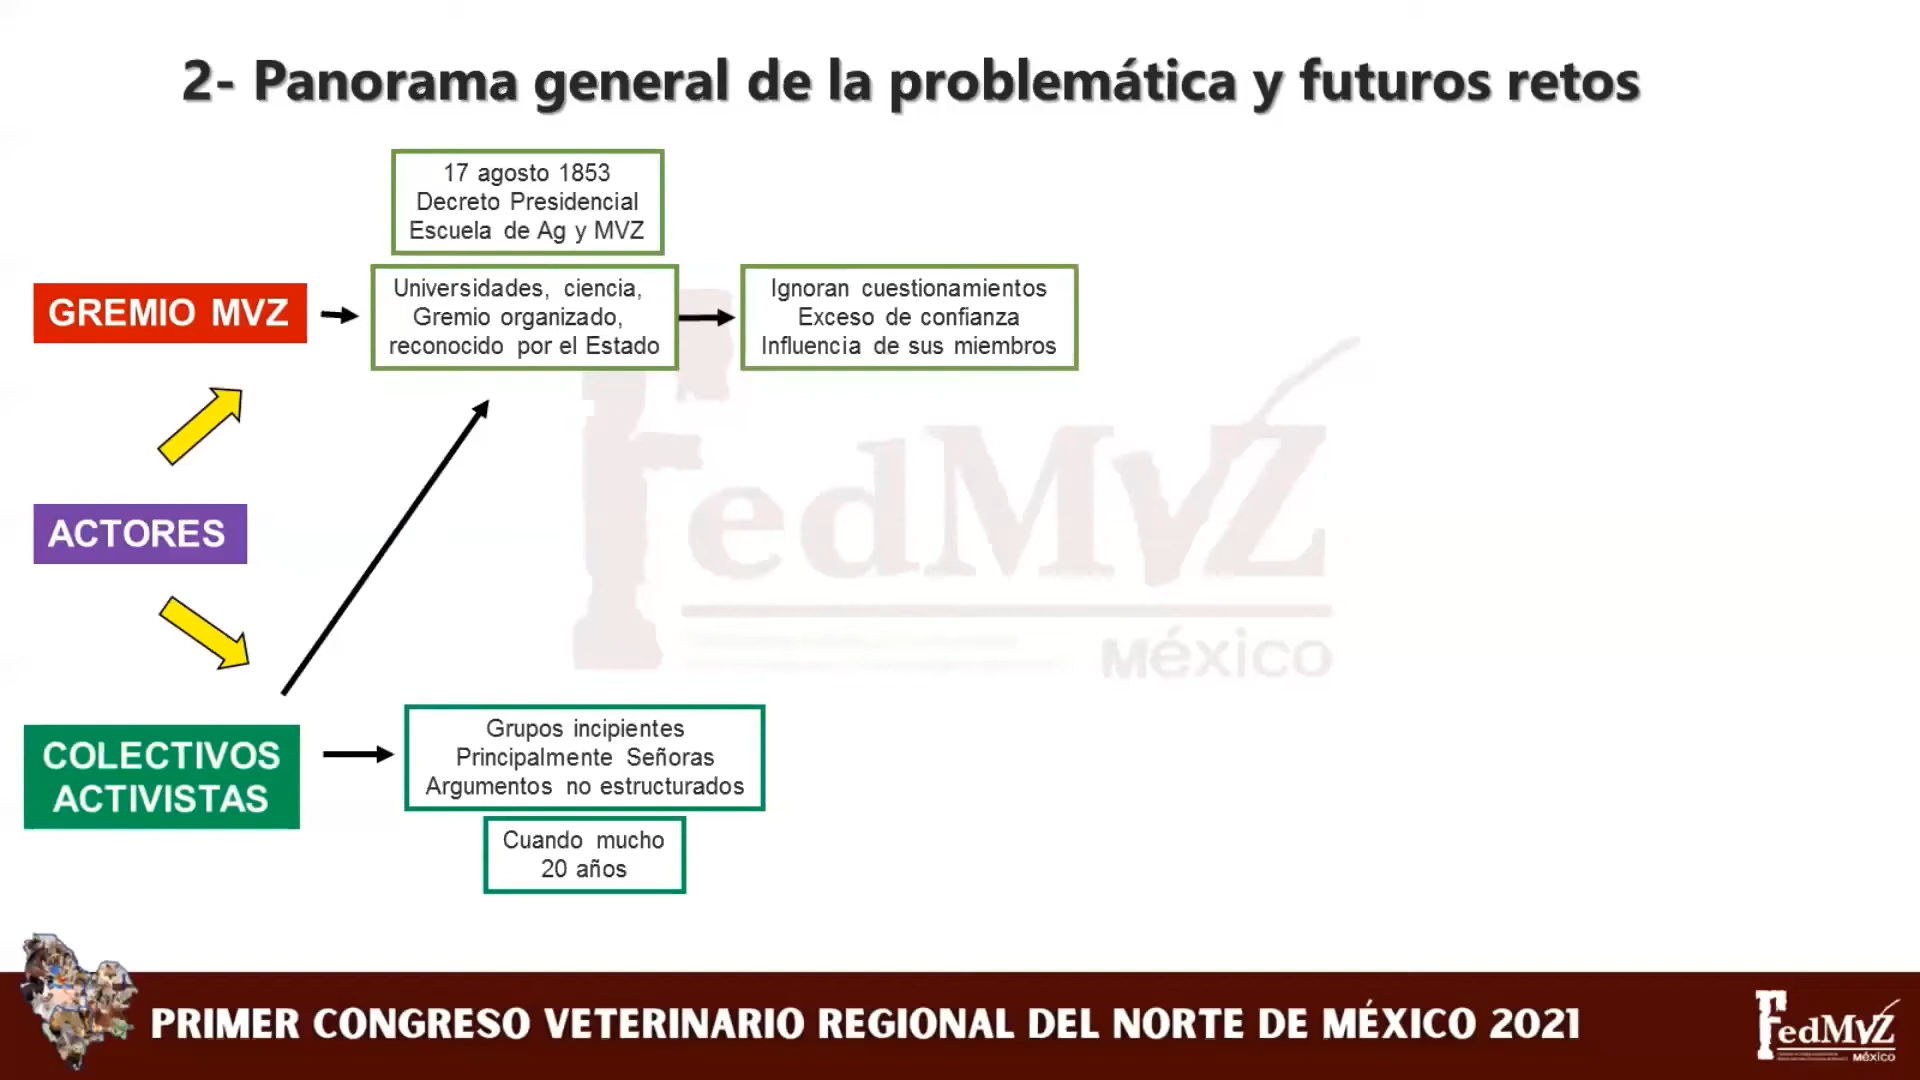 2- Panorama general de la problemática y futuros retos
17 agosto 1853
Decreto Presidencial
Escuela de Ag y MVZ
GREMIO MVZ
Universidades, ciencia,
Gremio organizado,
reconocido por el Estado
Ignoran cuestionamientos
Exceso de confianza
Influencia de sus miembros
ACTORES
FedMVZ
México
COLECTIVOS
ACTIVISTAS
Grupos incipientes
Principalmente Señoras
Argumentos no estructurados
Cuando mucho
20 años
PRIMER CONGRESO VETERINARIO REGIONAL DEL NORTE DE MÉXICO 2021
FedMVZ
México